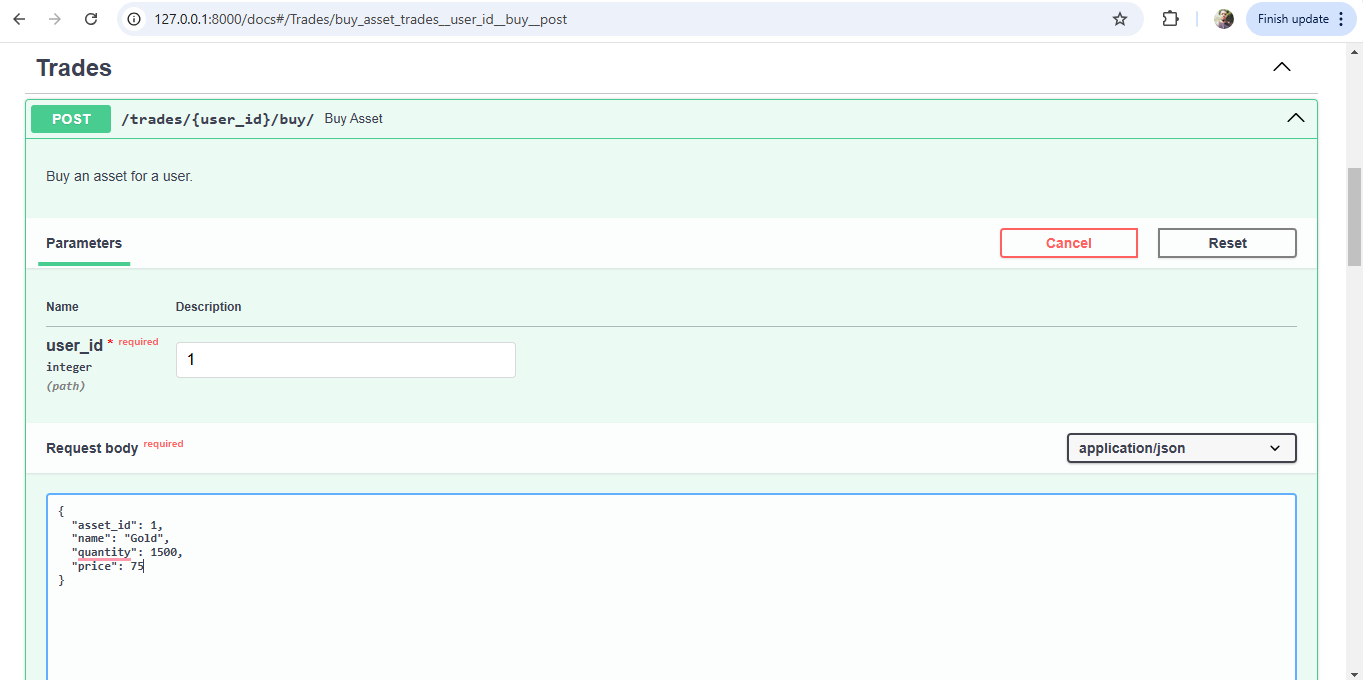 127.0.0.1:8000/docs#/Trades/buy_asset_trades__user_id__buy__post
Finish update
Trades
POST /trades/{user_id}/buy/ Buy Asset
Buy an asset for a user.
Parameters
Cancel
Reset
Name Description
user_id * required
1
integer
(path)
Request body required
application/json
{
"asset_id": 1,
"name": "Gold",
"quantity": 1500,
"price": 75
}